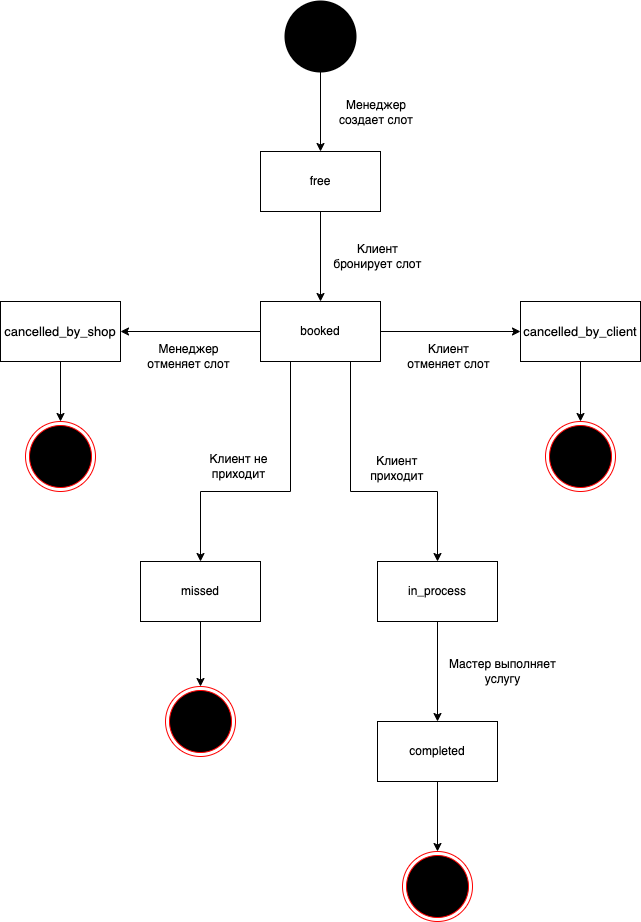 Менеджер
создает слот
free
Клиент
бронирует слот
cancelled_by_shop
booked
cancelled_by_client
Менеджер
отменяет слот
Клиент
отменяет слот
Клиент не
приходит
Клиент
приходит
missed
in_process
Мастер выполняет
услугу
completed